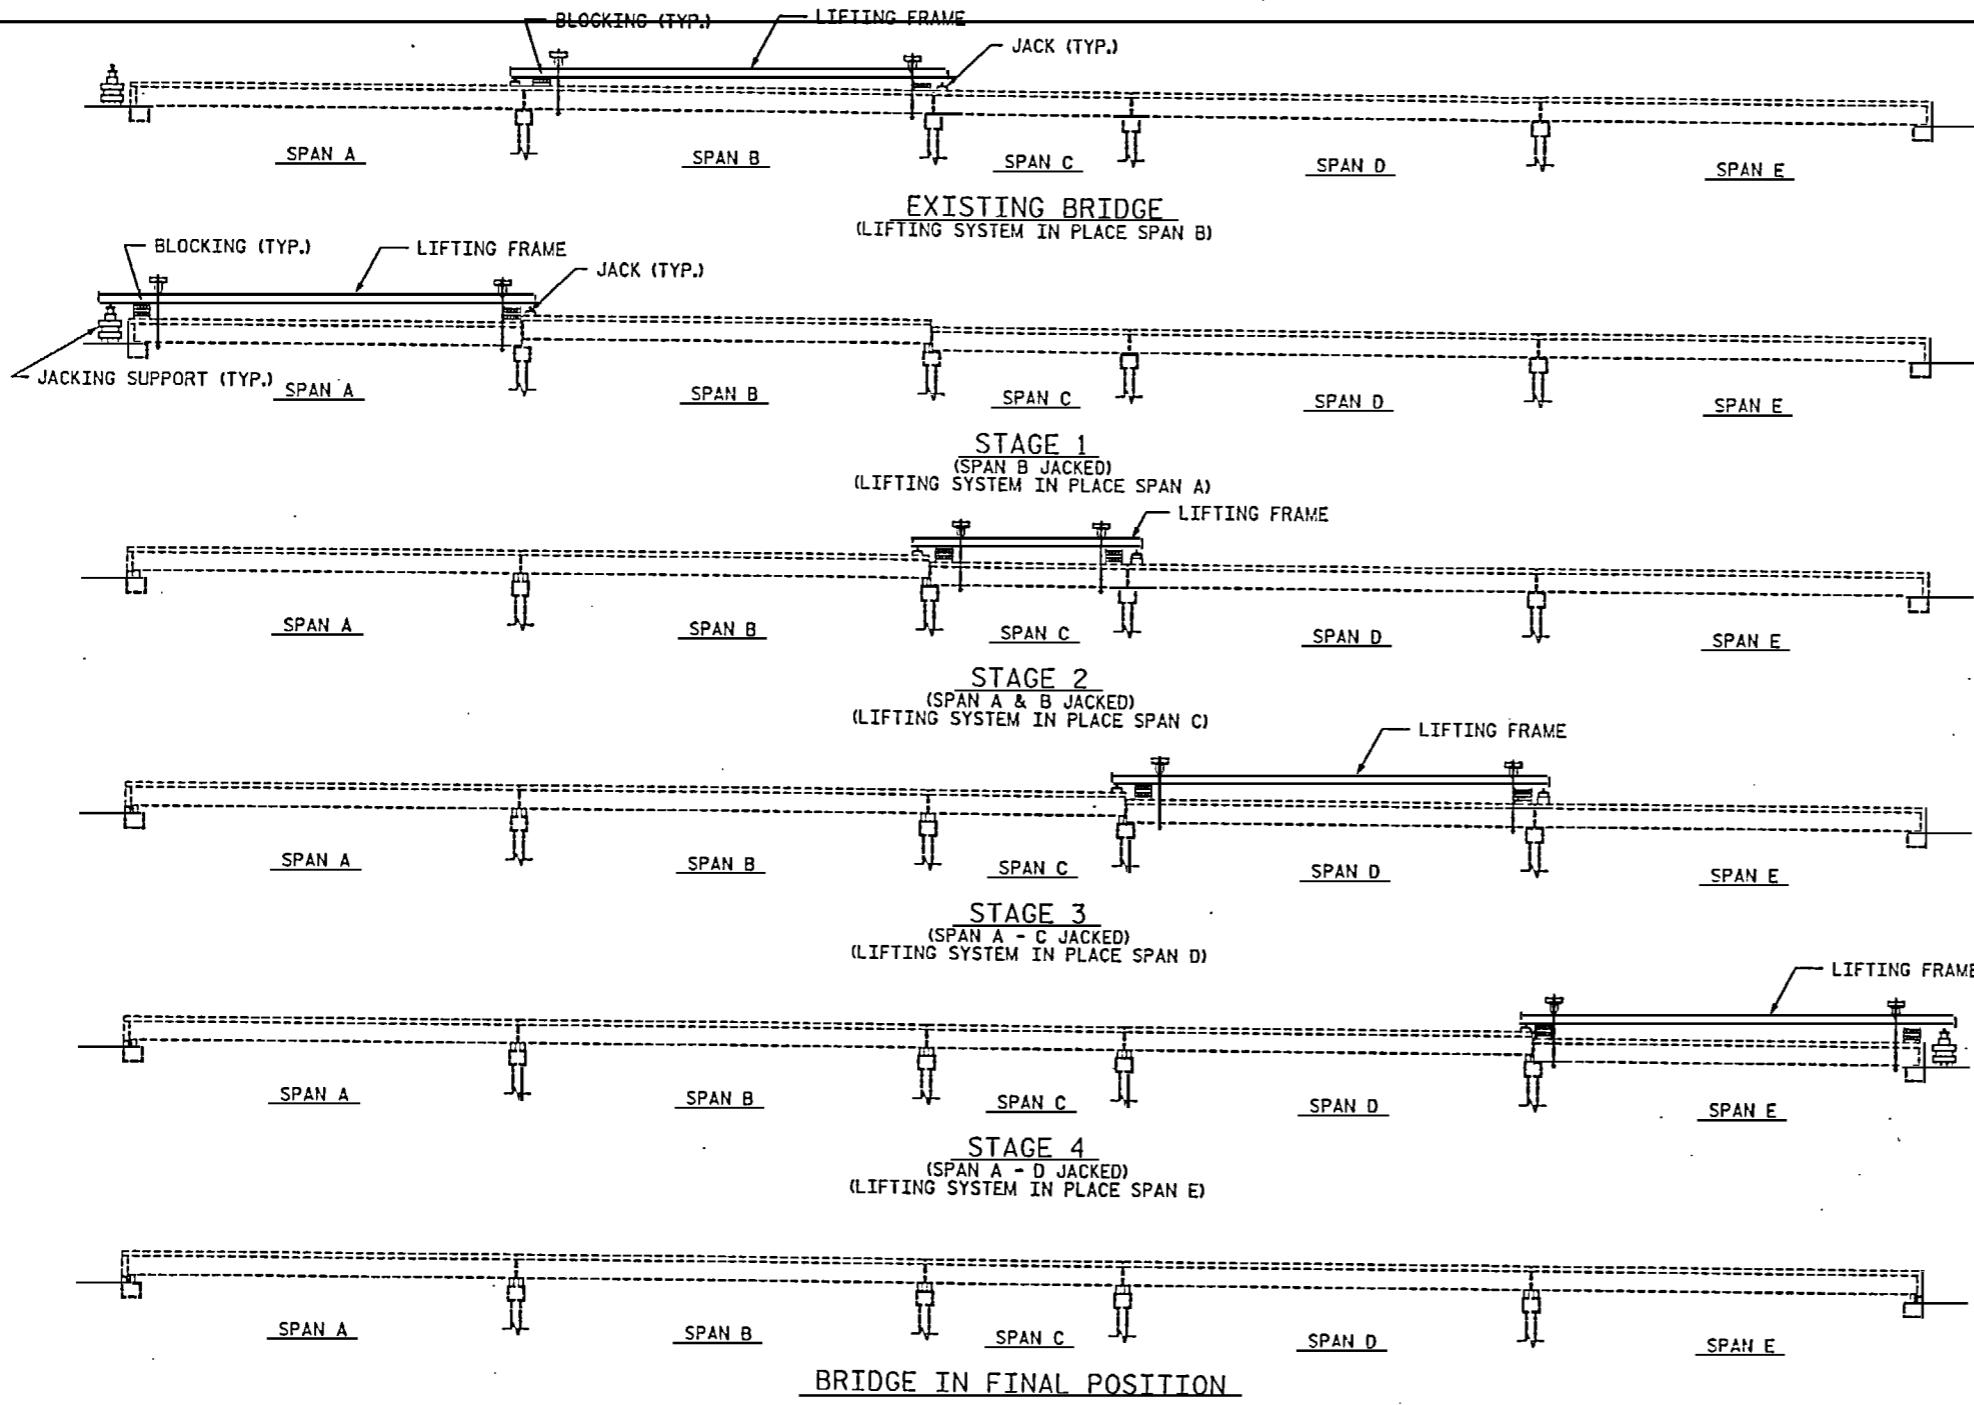 BLOCKING (TYP.)
LIFTING FRAME
JACK (TYP.)
SPAN A
SPAN B
SPAN C
SPAN D
SPAN E
EXISTING BRIDGE
(LIFTING SYSTEM IN PLACE SPAN B)
BLOCKING (TYP.)
LIFTING FRAME
JACK (TYP.)
JACKING SUPPORT (TYP.)
SPAN A
SPAN B
SPAN C
SPAN D
SPAN E
STAGE 1
(SPAN B JACKED)
(LIFTING SYSTEM IN PLACE SPAN A)
LIFTING FRAME
SPAN A
SPAN B
SPAN C
SPAN D
SPAN E
STAGE 2
(SPAN A & B JACKED)
(LIFTING SYSTEM IN PLACE SPAN C)
LIFTING FRAME
SPAN A
SPAN B
SPAN C
SPAN D
SPAN E
STAGE 3
(SPAN A - C JACKED)
(LIFTING SYSTEM IN PLACE SPAN D)
LIFTING FRAME
SPAN A
SPAN B
SPAN C
SPAN D
SPAN E
STAGE 4
(SPAN A - D JACKED)
(LIFTING SYSTEM IN PLACE SPAN E)
SPAN A
SPAN B
SPAN C
SPAN D
SPAN E
BRIDGE IN FINAL POSITION